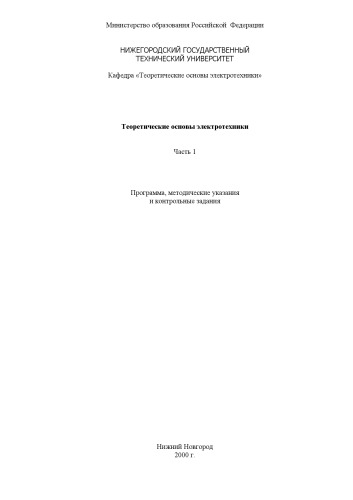 Министерство образования Российской Федерации
НИЖЕГОРОДСКИЙ ГОСУДАРСТВЕННЫЙ
ТЕХНИЧЕСКИЙ УНИВЕРСИТЕТ
Кафедра «Теоретические основы электротехники»
Теоретические основы электротехники
Часть 1
Программа, методические указания
и контрольные задания
Нижний Новгород
2000 г.